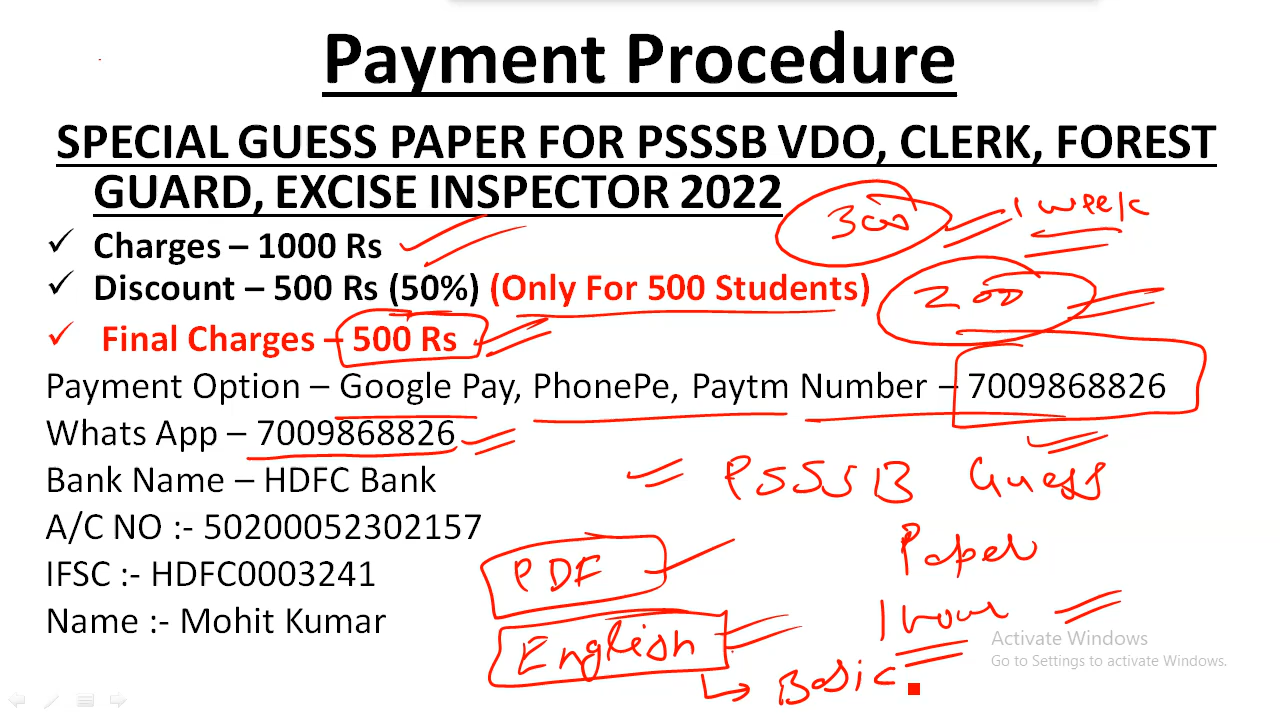 Payment Procedure
SPECIAL GUESS PAPER FOR PSSSB VDO, CLERK, FOREST
GUARD, EXCISE INSPECTOR 2022
300 1 week
✓ Charges – 1000 Rs
✓ Discount – 500 Rs (50%) (Only For 500 Students)
200
✓ Final Charges – 500 Rs
Payment Option – Google Pay, PhonePe, Paytm Number – 7009868826
Whats App – 7009868826
Bank Name – HDFC Bank
PSSSB Guess
A/C NO :- 50200052302157
Paper
IFSC :- HDFC0003241
PDF
Name :- Mohit Kumar
1 hour
English
Basic
Activate Windows
Go to Settings to activate Windows.